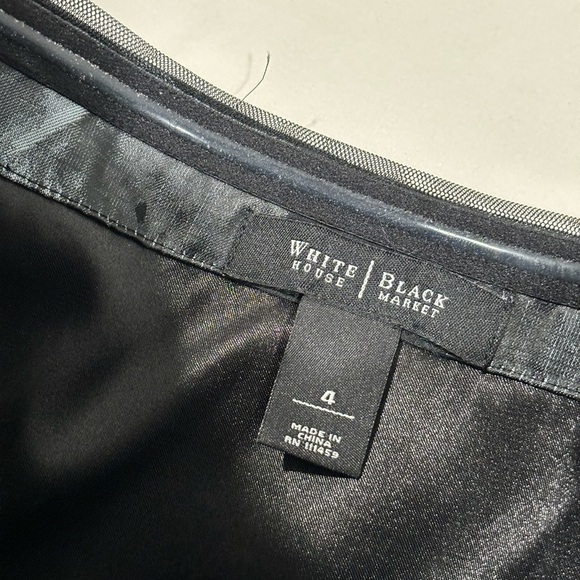 WHITE | BLACK
HOUSE | MARKET
4
MADE IN
CHINA
RN 111459